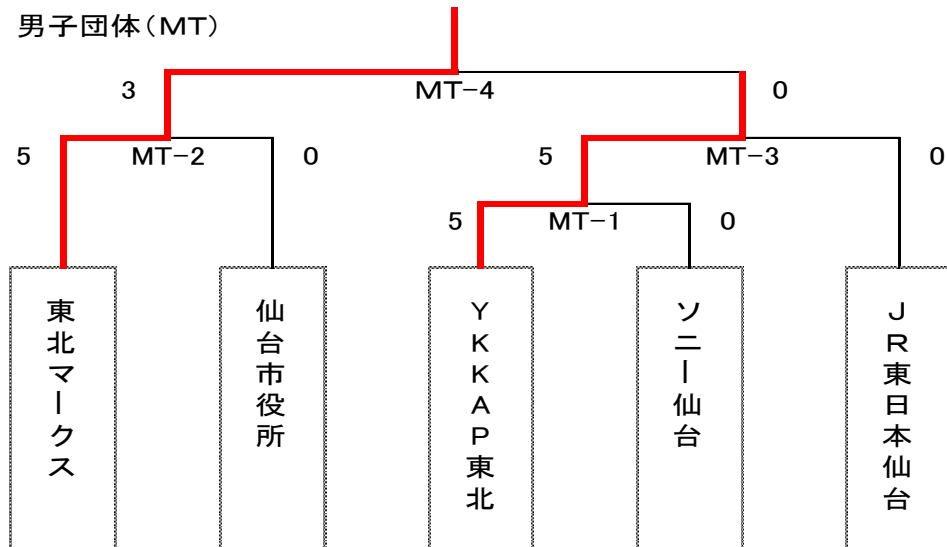 男子団体(MT)
3
MT-4
0
5
MT-2
0
5
MT-3
0
5
MT-1
0
東北マークス
仙台市役所
YKKAP東北
ソニー仙台
JR東日本仙台